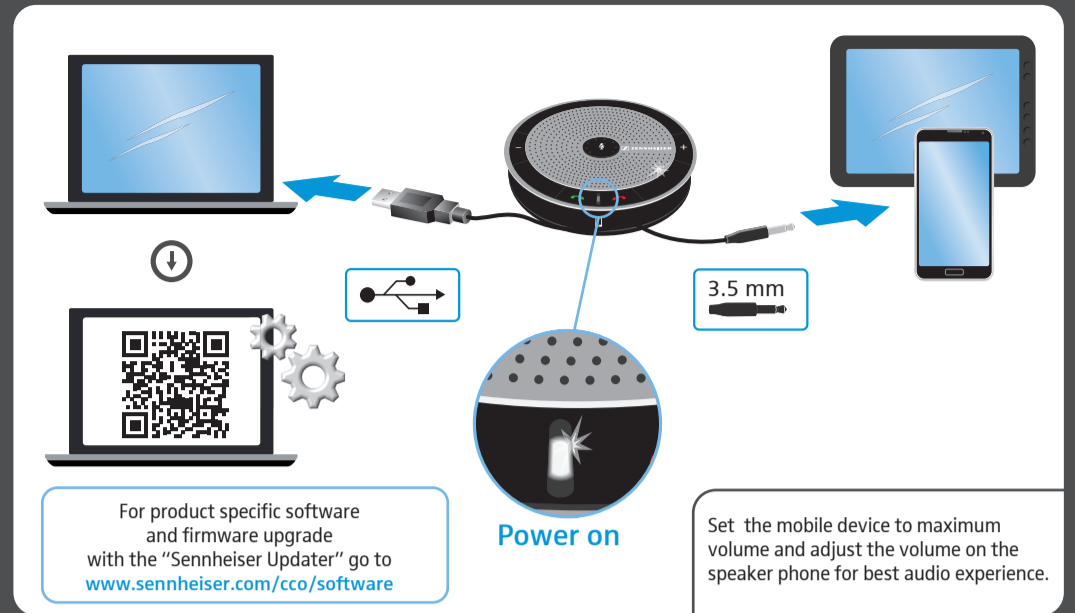 SENNHEISER
3.5 mm
Power on
For product specific software
and firmware upgrade
with the "Sennheiser Updater" go to
www.sennheiser.com/cco/software
Set  the mobile device to maximum
volume and adjust the volume on the
speaker phone for best audio experience.